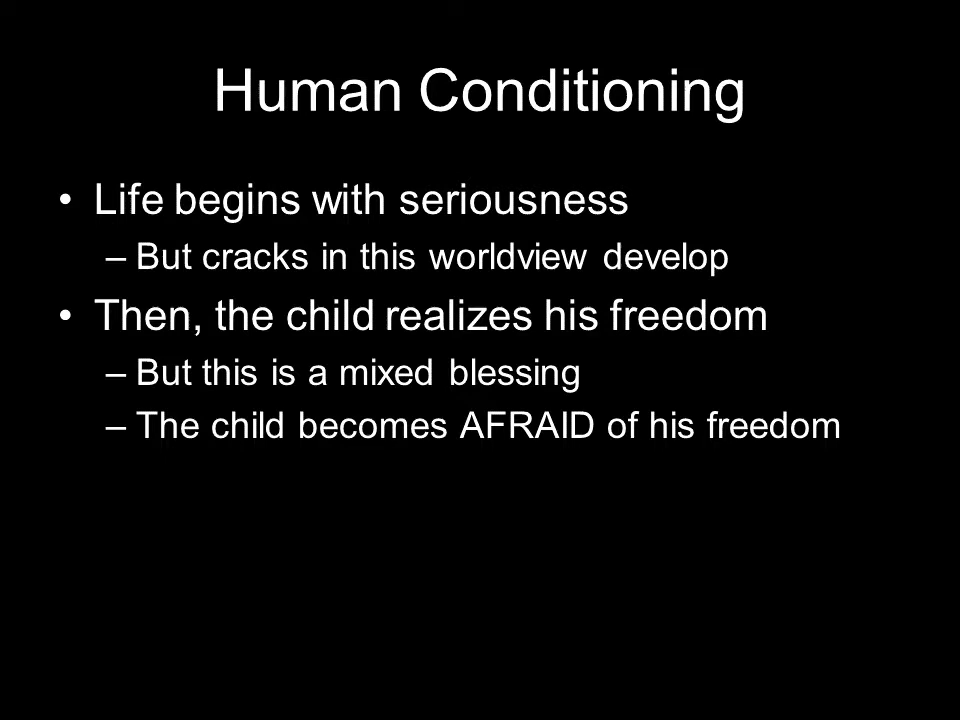 Human Conditioning
• Life begins with seriousness
– But cracks in this worldview develop
• Then, the child realizes his freedom
– But this is a mixed blessing
– The child becomes AFRAID of his freedom